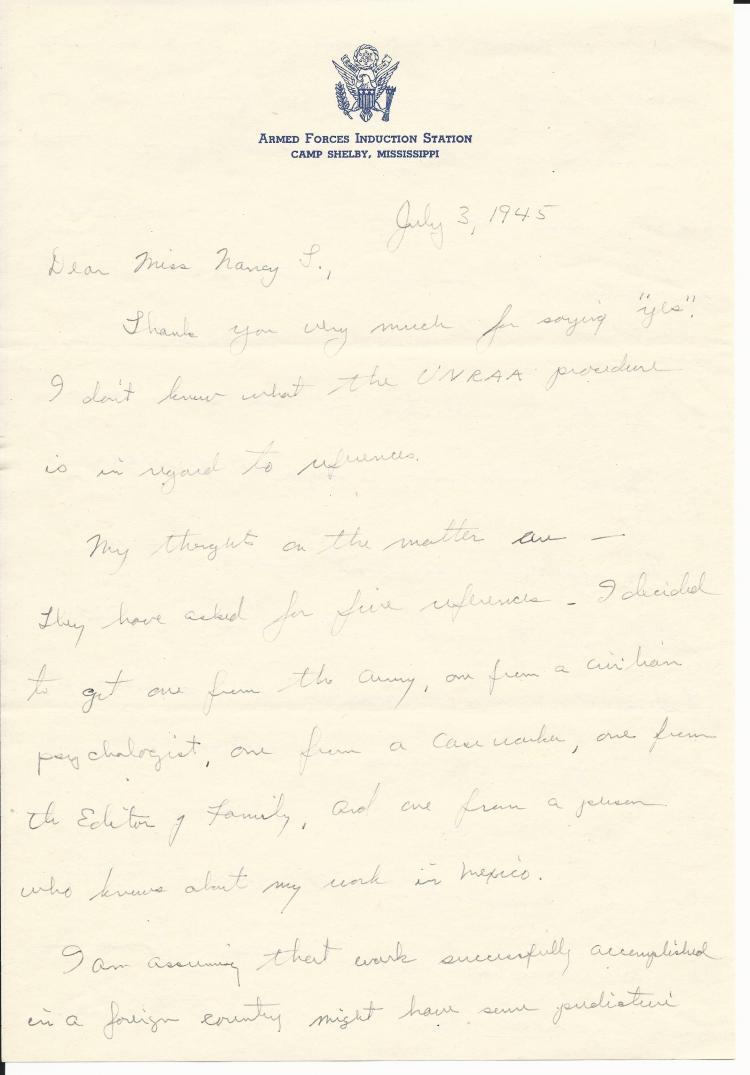 ARMED FORCES INDUCTION STATION
CAMP SHELBY, MISSISSIPPI
July 3, 1945
Dear Miss Nancy L.,
Thank you very much for saying "yes".
I don't know what the UNRAA procedure
is in regard to references.
My thoughts on the matter are —
They have asked for five references - I decided
to get one from the army, one from a civilian
psychologist, one from a case worker, one from
the Editor of Family, and one from a person
who knows about my work in Mexico.
I am assuming that work successfully accomplished
in a foreign country might have some predictive